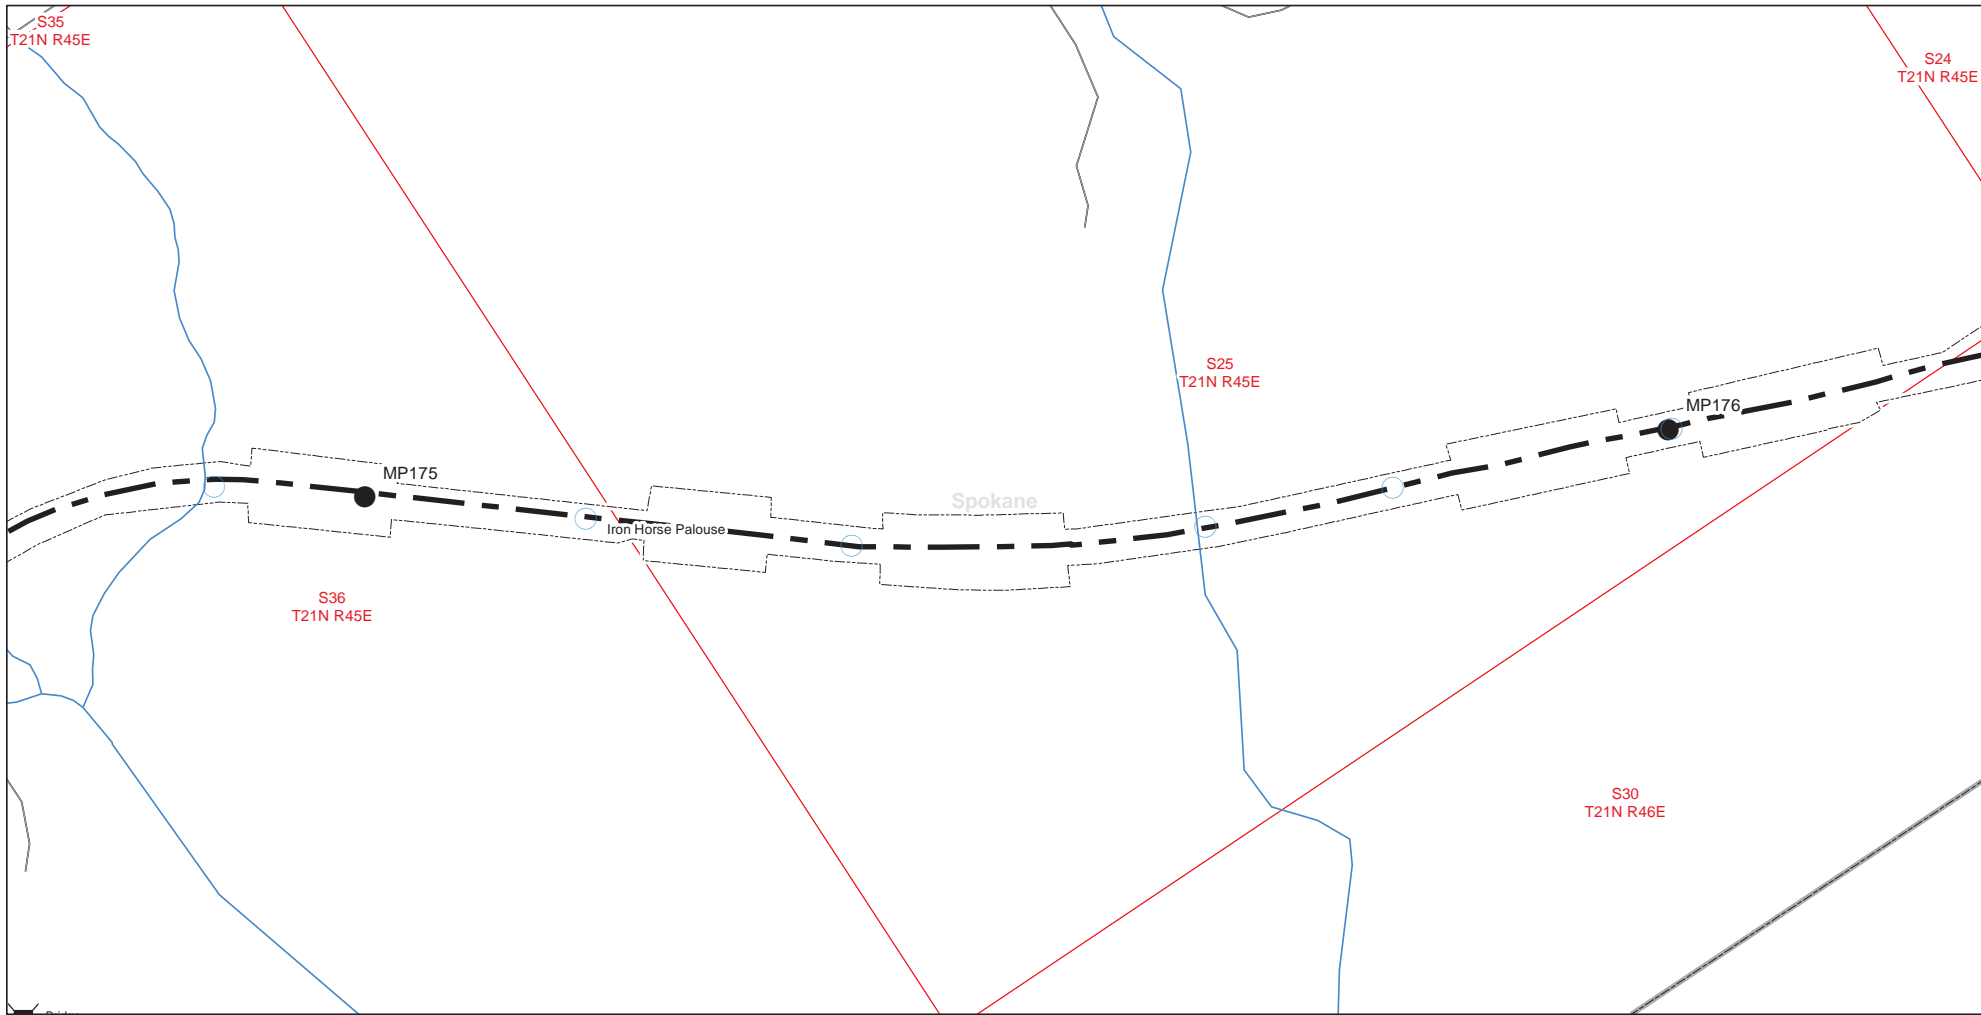 S35
T21N R45E
S24
T21N R45E
S25
T21N R45E
MP176
MP175
Spokane
Iron Horse Palouse
S36
T21N R45E
S30
T21N R46E